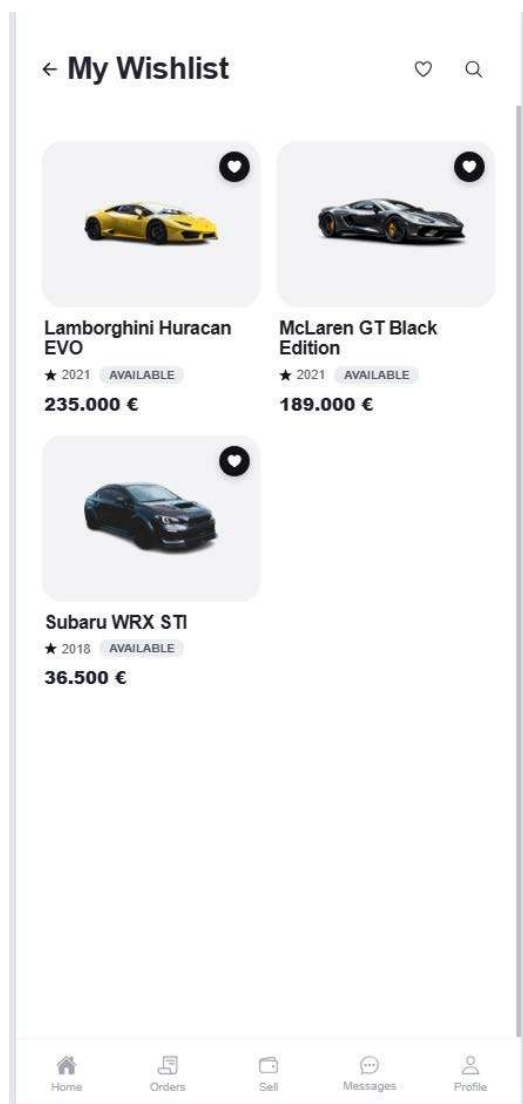 My Wishlist
Lamborghini Huracan
EVO
2021 AVAILABLE
235.000 €
McLaren GT Black
Edition
2021 AVAILABLE
189.000 €
Subaru WRX STI
2018 AVAILABLE
36.500 €
Home
Orders
Sell
Messages
Profile